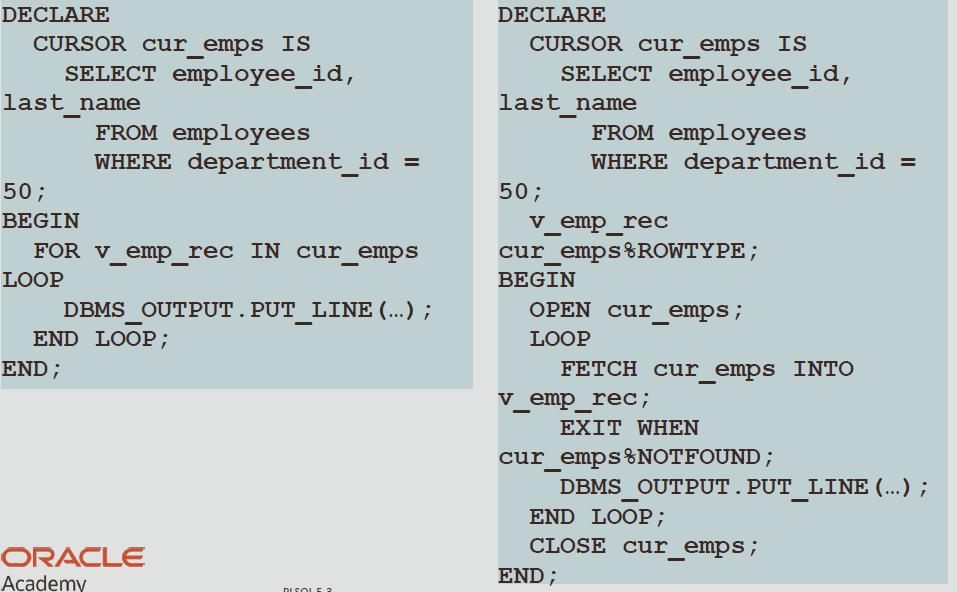 DECLARE
CURSOR cur_emps IS
SELECT employee_id,
last_name
FROM employees
WHERE department_id =
50;
BEGIN
FOR v_emp_rec IN cur_emps
LOOP
DBMS_OUTPUT.PUT_LINE(…);
END LOOP;
END;
DECLARE
CURSOR cur_emps IS
SELECT employee_id,
last_name
FROM employees
WHERE department_id =
50;
v_emp_rec
cur_emps%ROWTYPE;
BEGIN
OPEN cur_emps;
LOOP
FETCH cur_emps INTO
v_emp_rec;
EXIT WHEN
cur_emps%NOTFOUND;
DBMS_OUTPUT.PUT_LINE(…);
END LOOP;
CLOSE cur_emps;
END;
ORACLE
Academy